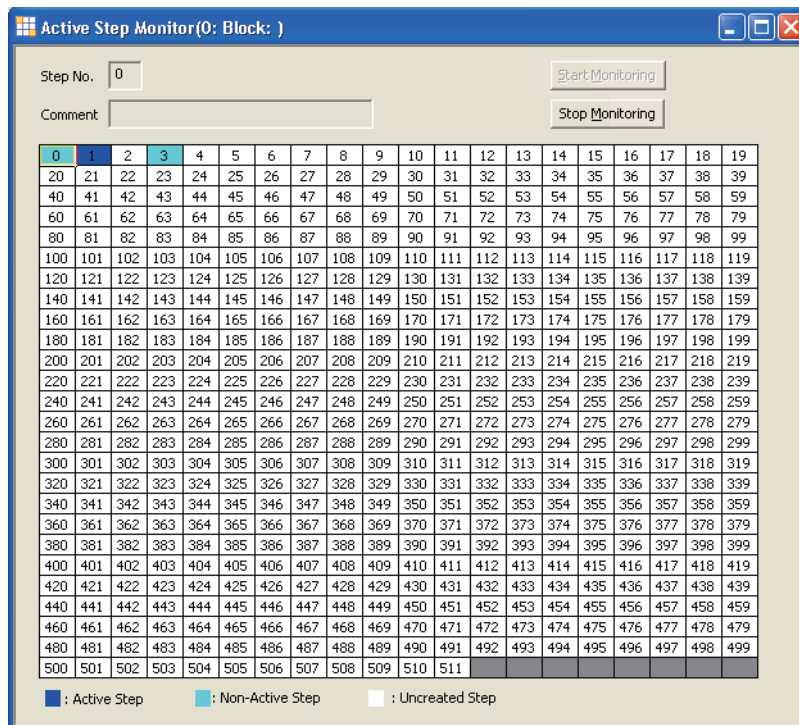 Active Step Monitor(0: Block: )
Step No. 0
Start Monitoring
Comment
Stop Monitoring
0 1 2 3 4 5 6 7 8 9 10 11 12 13 14 15 16 17 18 19
20 21 22 23 24 25 26 27 28 29 30 31 32 33 34 35 36 37 38 39
40 41 42 43 44 45 46 47 48 49 50 51 52 53 54 55 56 57 58 59
60 61 62 63 64 65 66 67 68 69 70 71 72 73 74 75 76 77 78 79
80 81 82 83 84 85 86 87 88 89 90 91 92 93 94 95 96 97 98 99
100 101 102 103 104 105 106 107 108 109 110 111 112 113 114 115 116 117 118 119
120 121 122 123 124 125 126 127 128 129 130 131 132 133 134 135 136 137 138 139
140 141 142 143 144 145 146 147 148 149 150 151 152 153 154 155 156 157 158 159
160 161 162 163 164 165 166 167 168 169 170 171 172 173 174 175 176 177 178 179
180 181 182 183 184 185 186 187 188 189 190 191 192 193 194 195 196 197 198 199
200 201 202 203 204 205 206 207 208 209 210 211 212 213 214 215 216 217 218 219
220 221 222 223 224 225 226 227 228 229 230 231 232 233 234 235 236 237 238 239
240 241 242 243 244 245 246 247 248 249 250 251 252 253 254 255 256 257 258 259
260 261 262 263 264 265 266 267 268 269 270 271 272 273 274 275 276 277 278 279
280 281 282 283 284 285 286 287 288 289 290 291 292 293 294 295 296 297 298 299
300 301 302 303 304 305 306 307 308 309 310 311 312 313 314 315 316 317 318 319
320 321 322 323 324 325 326 327 328 329 330 331 332 333 334 335 336 337 338 339
340 341 342 343 344 345 346 347 348 349 350 351 352 353 354 355 356 357 358 359
360 361 362 363 364 365 366 367 368 369 370 371 372 373 374 375 376 377 378 379
380 381 382 383 384 385 386 387 388 389 390 391 392 393 394 395 396 397 398 399
400 401 402 403 404 405 406 407 408 409 410 411 412 413 414 415 416 417 418 419
420 421 422 423 424 425 426 427 428 429 430 431 432 433 434 435 436 437 438 439
440 441 442 443 444 445 446 447 448 449 450 451 452 453 454 455 456 457 458 459
460 461 462 463 464 465 466 467 468 469 470 471 472 473 474 475 476 477 478 479
480 481 482 483 484 485 486 487 488 489 490 491 492 493 494 495 496 497 498 499
500 501 502 503 504 505 506 507 508 509 510 511
: Active Step : Non-Active Step : Uncreated Step